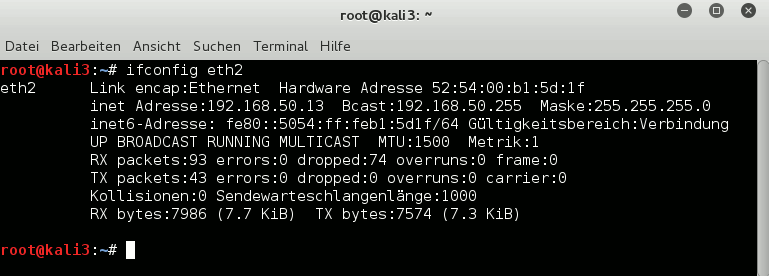 root@kali3: ~
Datei Bearbeiten Ansicht Suchen Terminal Hilfe
root@kali3:~# ifconfig eth2
eth2 Link encap:Ethernet Hardware Adresse 52:54:00:b1:5d:1f
inet Adresse:192.168.50.13 Bcast:192.168.50.255 Maske:255.255.255.0
inet6-Adresse: fe80::5054:ff:feb1:5d1f/64 Gültigkeitsbereich:Verbindung
UP BROADCAST RUNNING MULTICAST MTU:1500 Metrik:1
RX packets:93 errors:0 dropped:74 overruns:0 frame:0
TX packets:43 errors:0 dropped:0 overruns:0 carrier:0
Kollisionen:0 Sendewarteschlangenlänge:1000
RX bytes:7986 (7.7 KiB) TX bytes:7574 (7.3 KiB)
root@kali3:~#